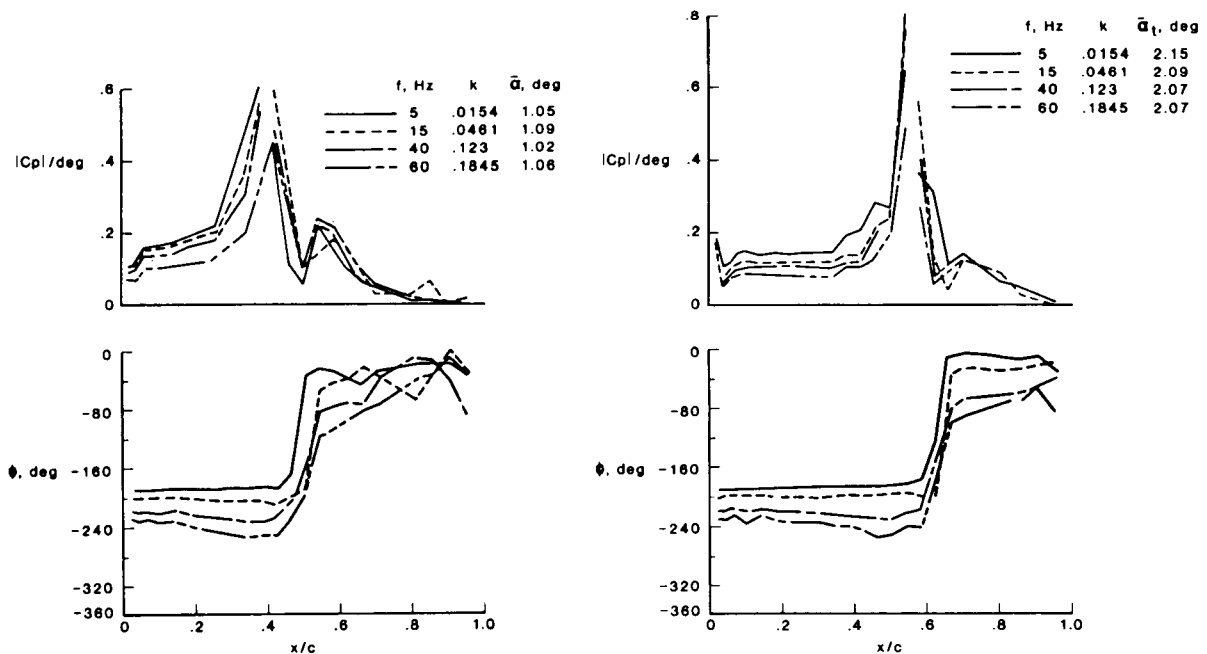 f, Hz k ᾱ, deg
5 .0154 1.05
15 .0461 1.09
40 .123 1.02
60 .1845 1.06
|Cp|/deg
.6
.4
.2
0
ϕ, deg
0
-80
-160
-240
-320
-360
0 .2 .4 .6 .8 1.0
x/c
f, Hz k ᾱt, deg
5 .0154 2.15
15 .0461 2.09
40 .123 2.07
60 .1845 2.07
|Cp|/deg
.8
.6
.4
.2
0
ϕ, deg
0
-80
-160
-240
-320
-360
0 .2 .4 .6 .8 1.0
x/c